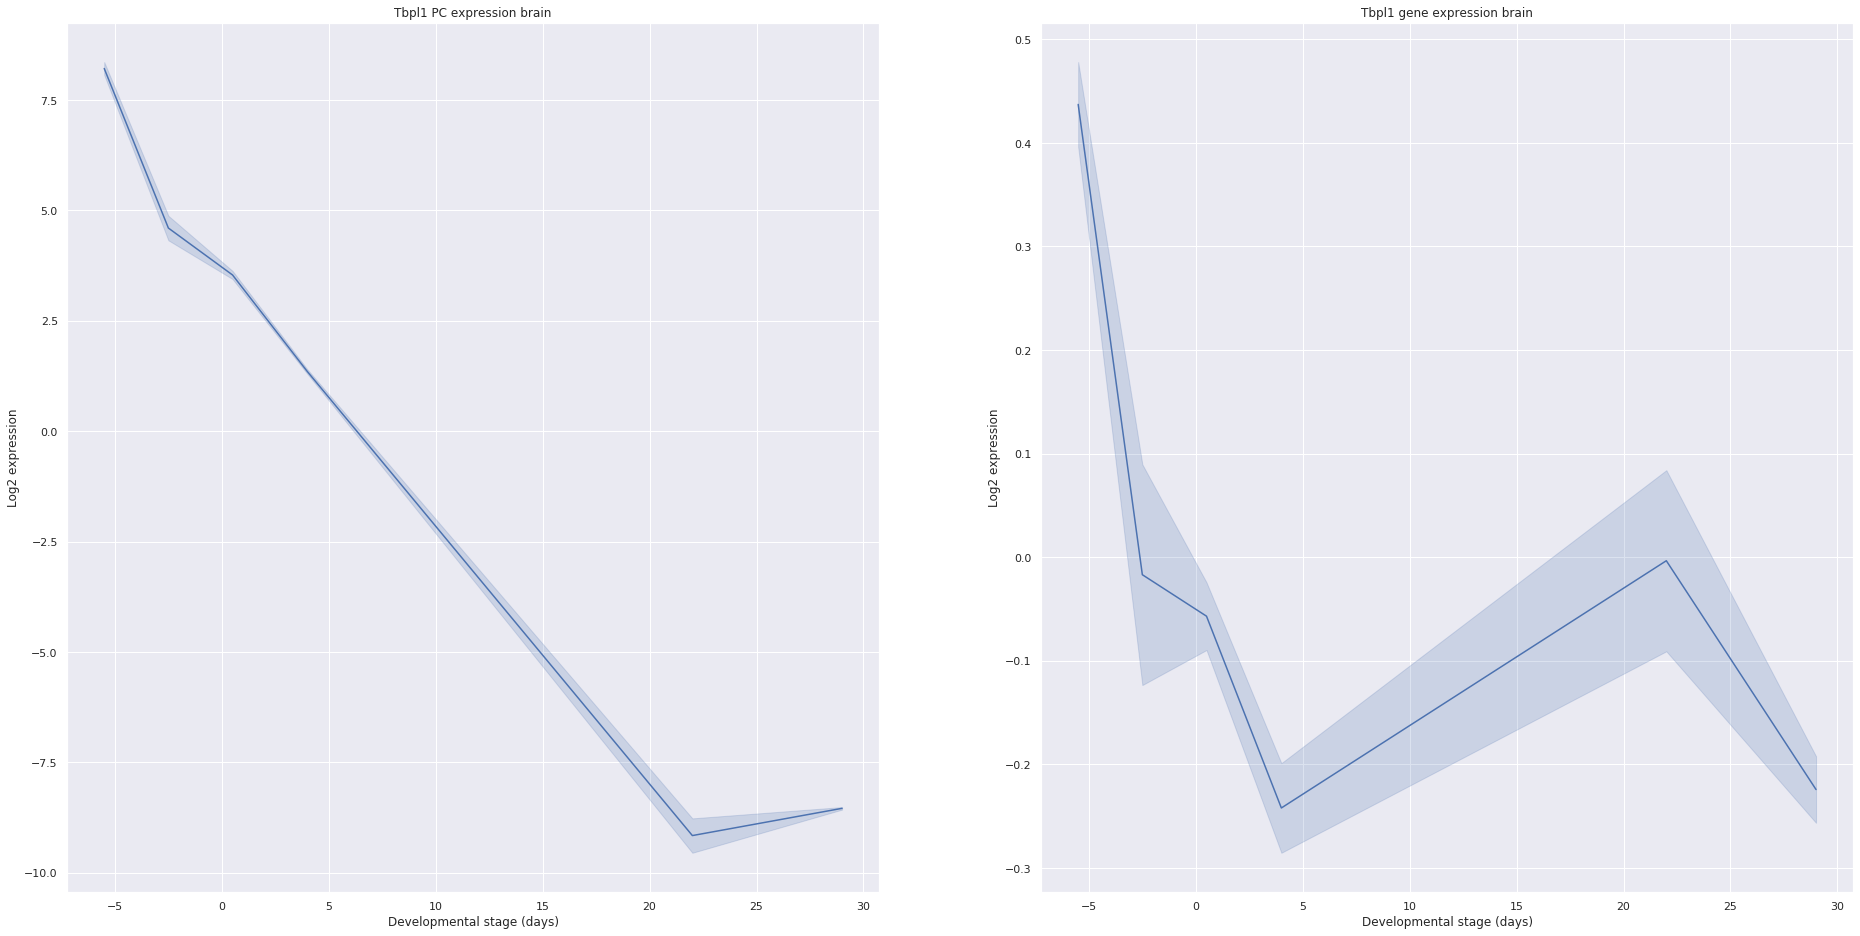 Tbpl1 PC expression brain
Log2 expression
7.5
5.0
2.5
0.0
−2.5
−5.0
−7.5
−10.0
−5 0 5 10 15 20 25 30
Developmental stage (days)
Tbpl1 gene expression brain
Log2 expression
0.5
0.4
0.3
0.2
0.1
0.0
−0.1
−0.2
−0.3
−5 0 5 10 15 20 25 30
Developmental stage (days)